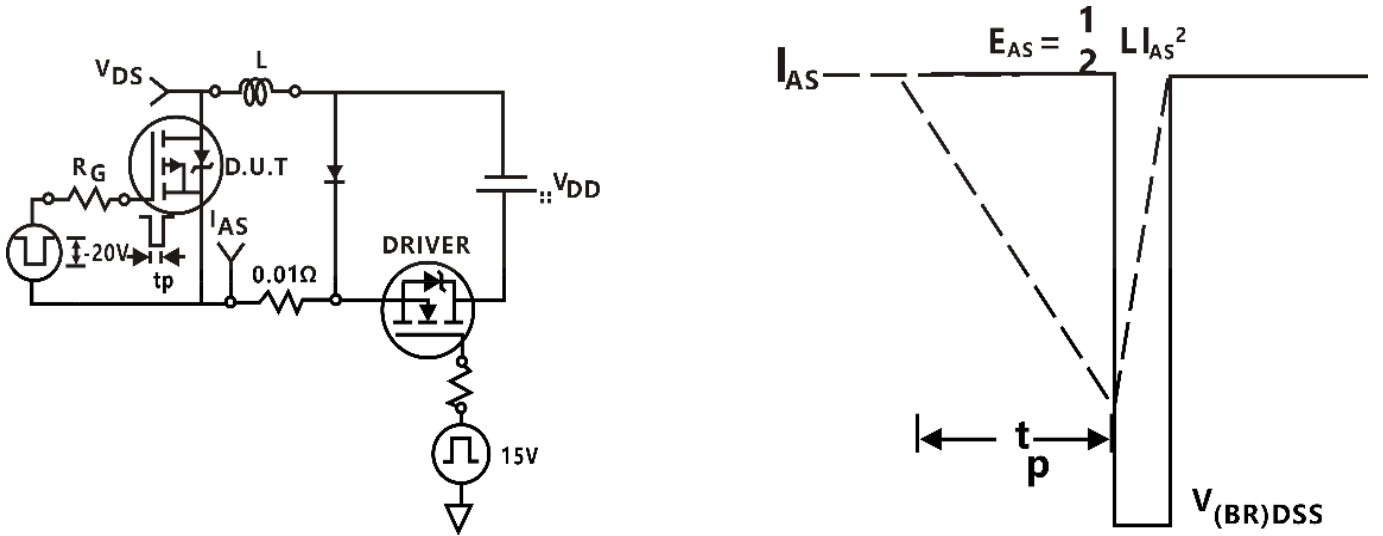 L
VDS
D.U.T
RG
IAS
-20V
tp
0.01Ω
DRIVER
VDD
15V
EAS = 1/2 LIAS²
IAS
tp
V(BR)DSS